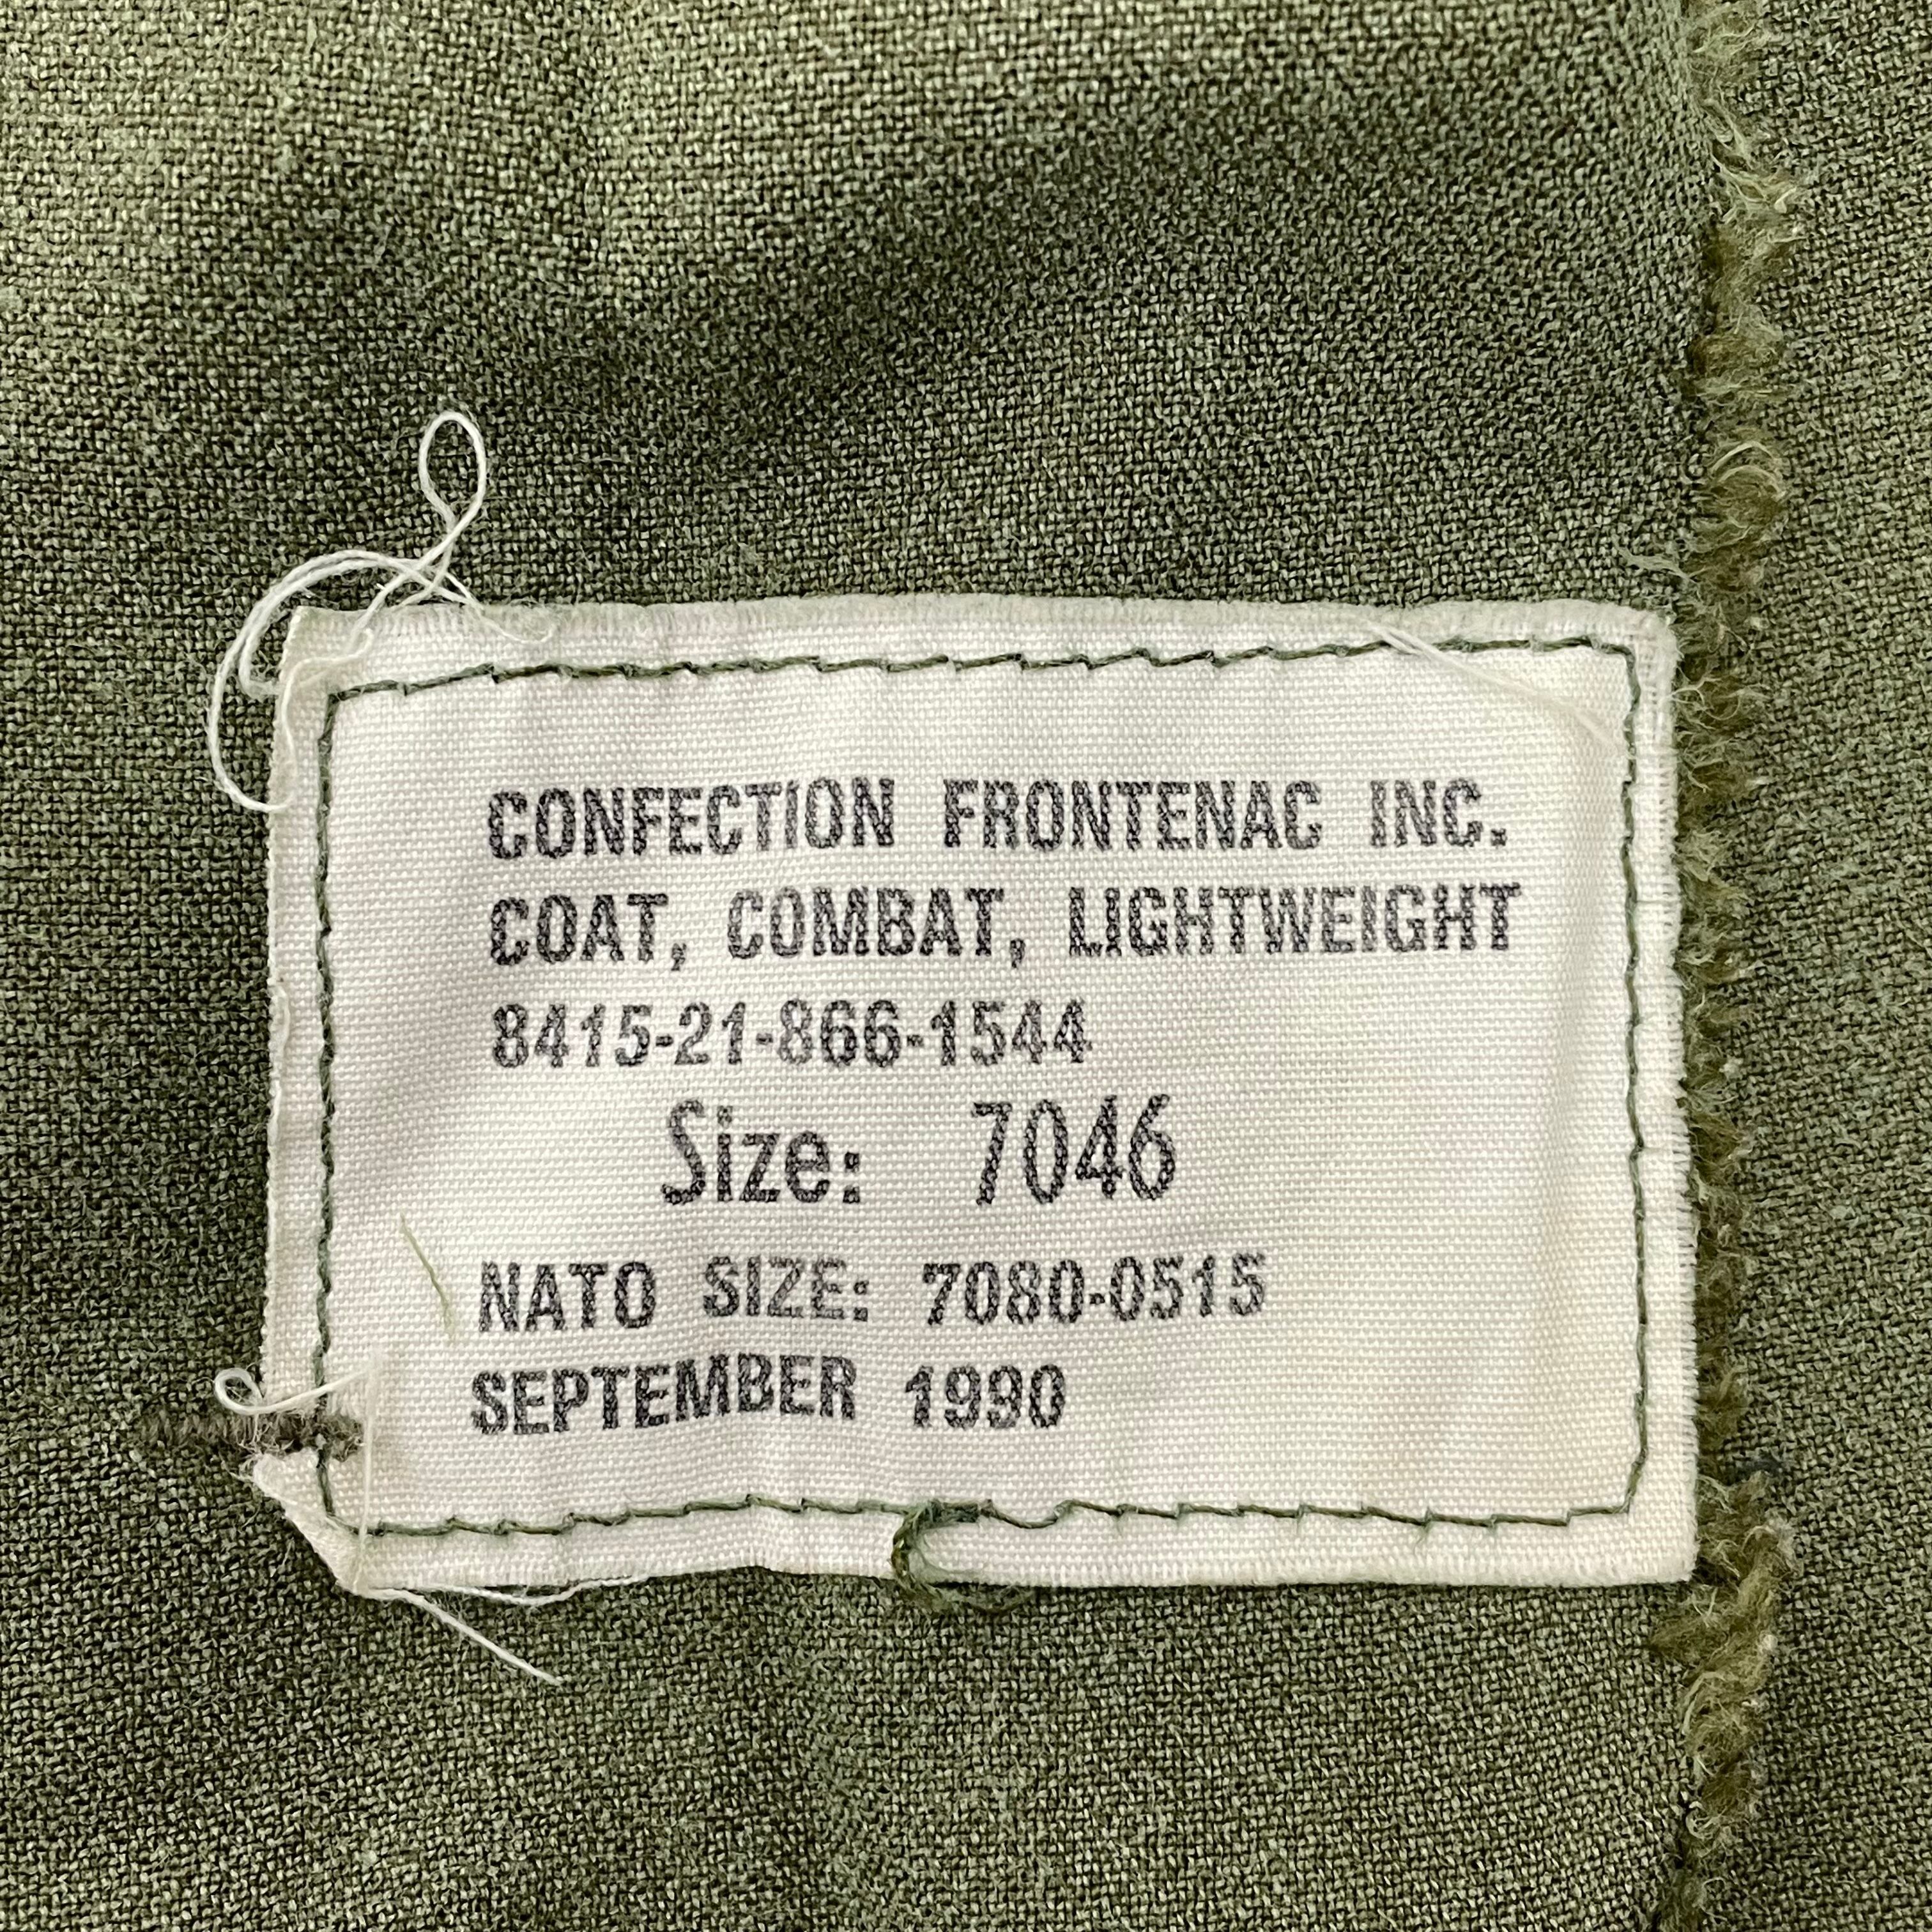 CONFECTION FRONTENAC INC.
COAT, COMBAT, LIGHTWEIGHT
8415-21-866-1544
Size: 7046
NATO SIZE: 7080-0515
SEPTEMBER 1990